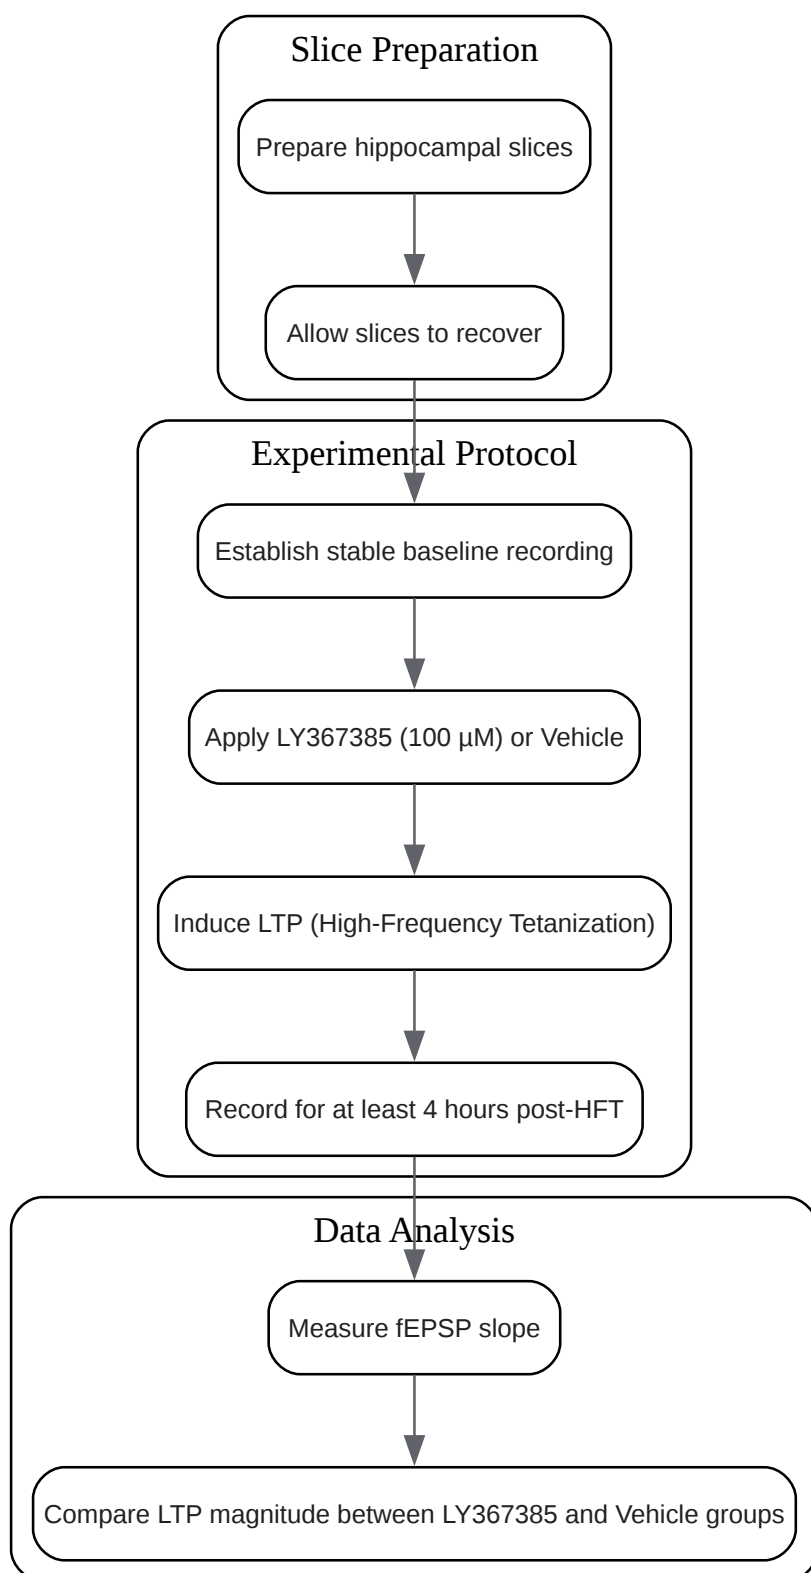 Slice Preparation
Prepare hippocampal slices
Allow slices to recover
Experimental Protocol
Establish stable baseline recording
Apply LY367385 (100 µM) or Vehicle
Induce LTP (High-Frequency Tetanization)
Record for at least 4 hours post-HFT
Data Analysis
Measure fEPSP slope
Compare LTP magnitude between LY367385 and Vehicle groups